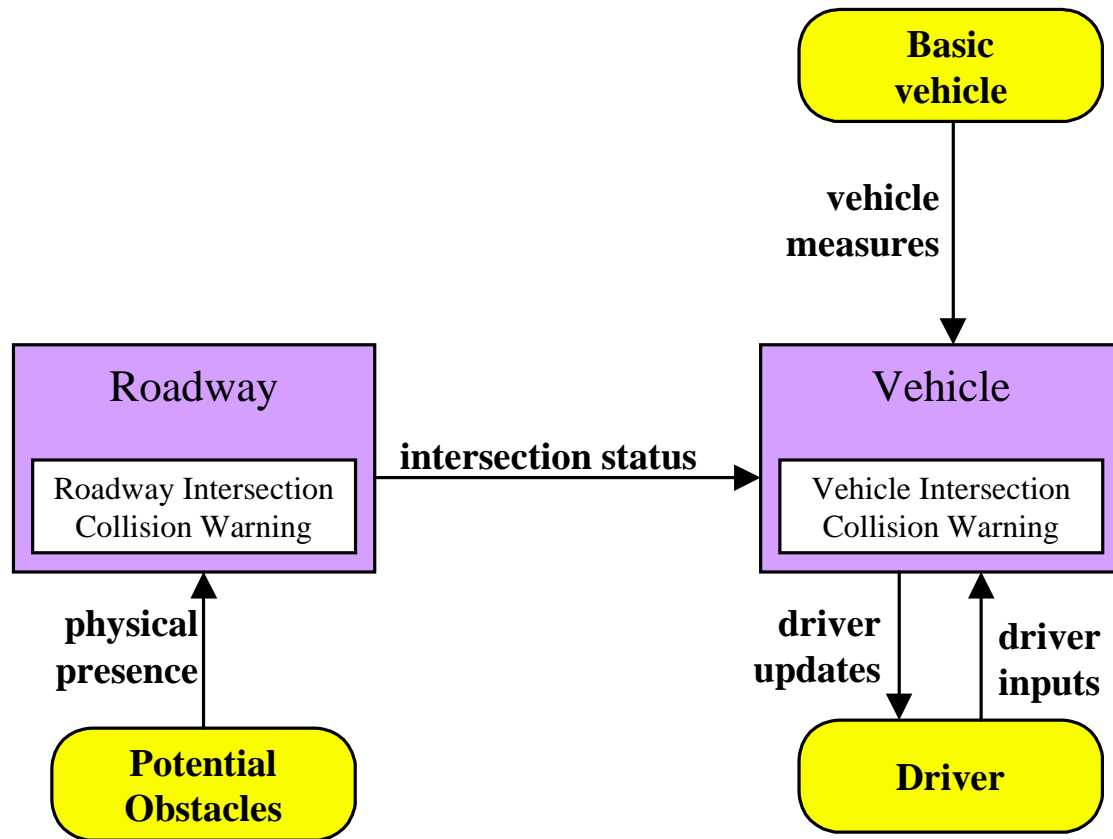 Basic
vehicle
vehicle
measures
Roadway
Roadway Intersection
Collision Warning
intersection status
Vehicle
Vehicle Intersection
Collision Warning
physical
presence
driver
updates
driver
inputs
Potential
Obstacles
Driver